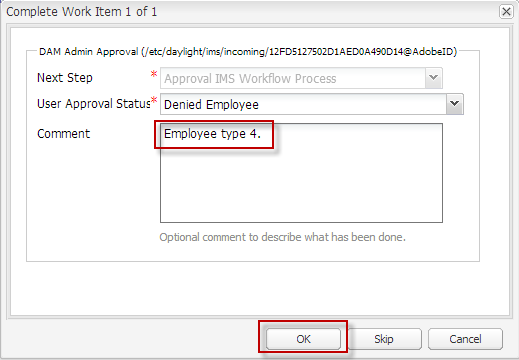 Complete Work Item 1 of 1
DAM Admin Approval (/etc/daylight/ims/incoming/12FD5127502D1AED0A490D14@AdobeID)
Next Step * Approval IMS Workflow Process
User Approval Status* Denied Employee
Comment Employee type 4.
Optional comment to describe what has been done.
OK Skip Cancel